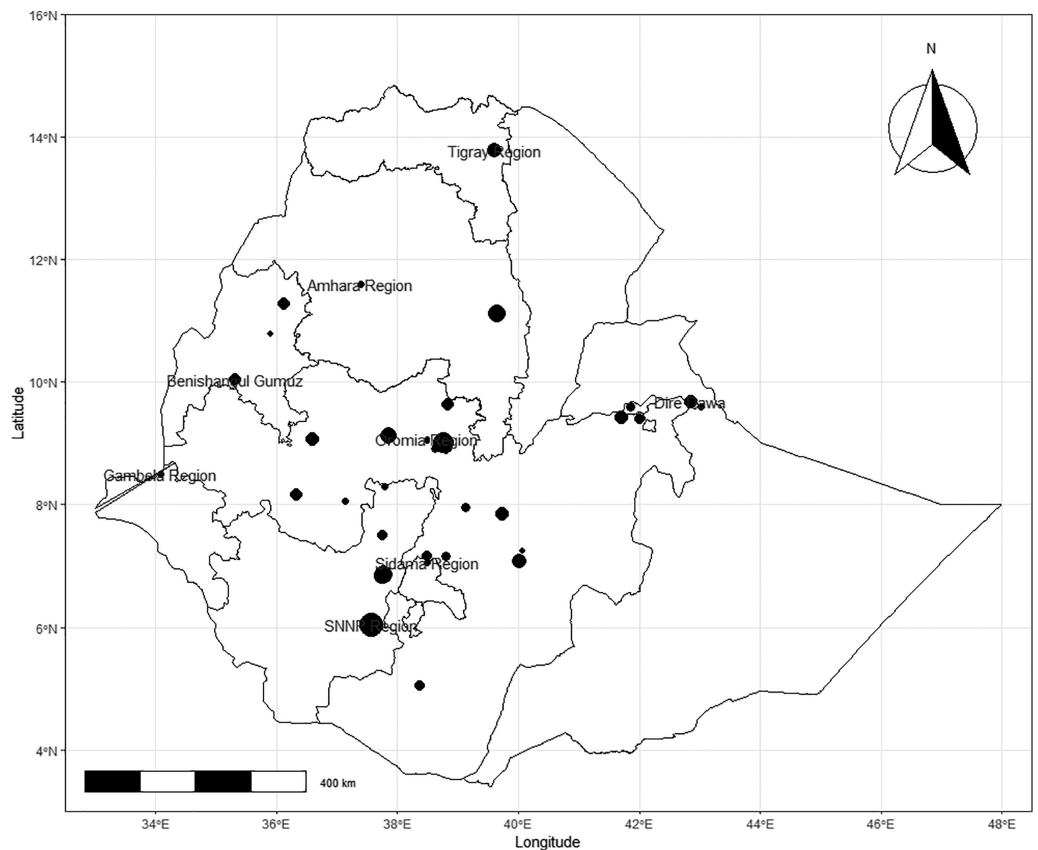 16°N
N
14°N
Tigray Region
12°N
Amhara Region
10°N
Benishangul Gumuz
Dire Dawa
Oromia Region
Gambela Region
8°N
Sidama Region
6°N
SNNP Region
4°N
400 km
34°E 36°E 38°E 40°E 42°E 44°E 46°E 48°E
Longitude
Latitude